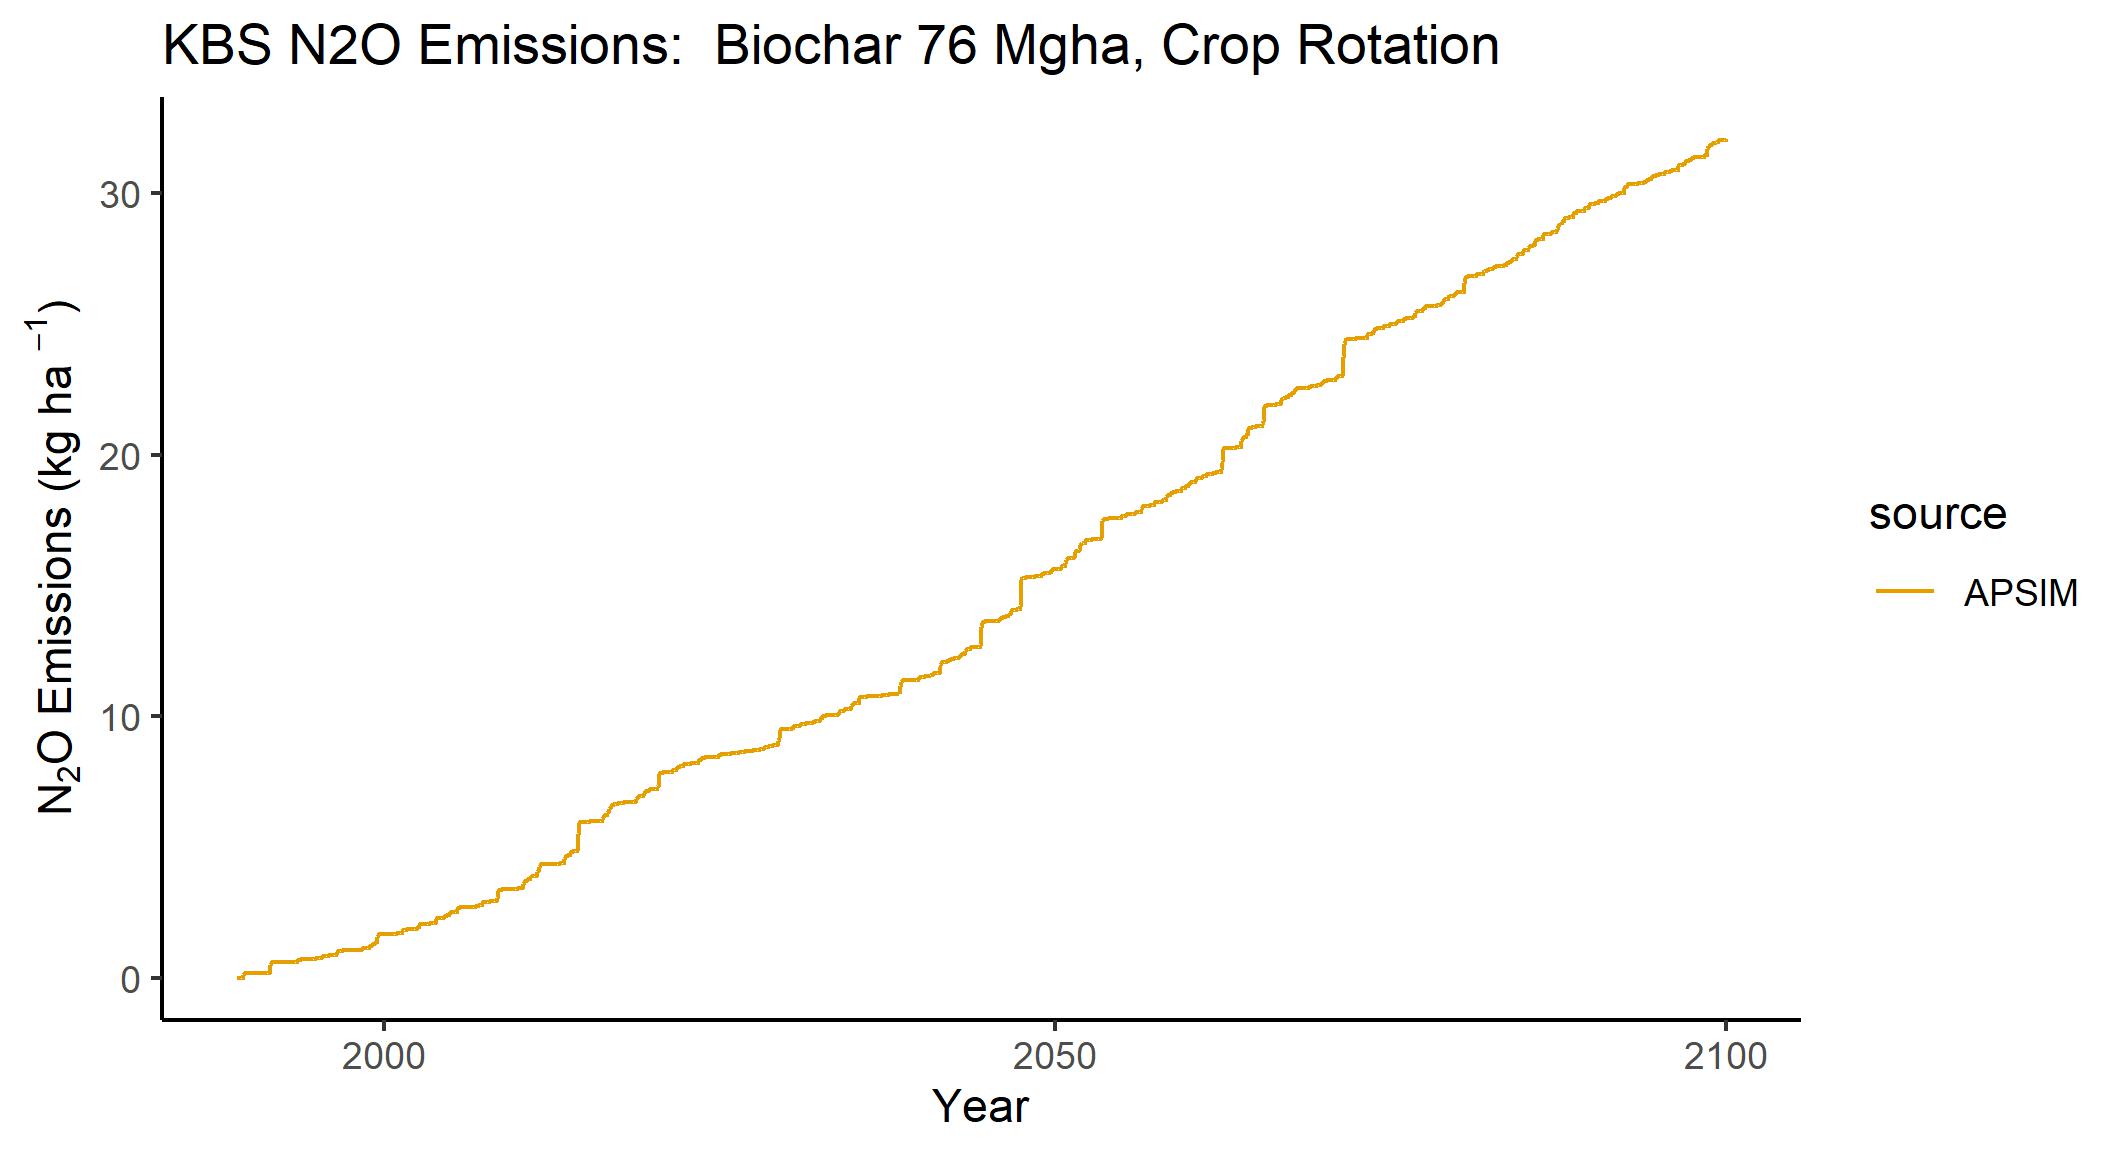 KBS N2O Emissions:  Biochar 76 Mgha, Crop Rotation
N₂O Emissions (kg ha ⁻¹)
30
20
10
0
2000
2050
2100
Year
source
APSIM